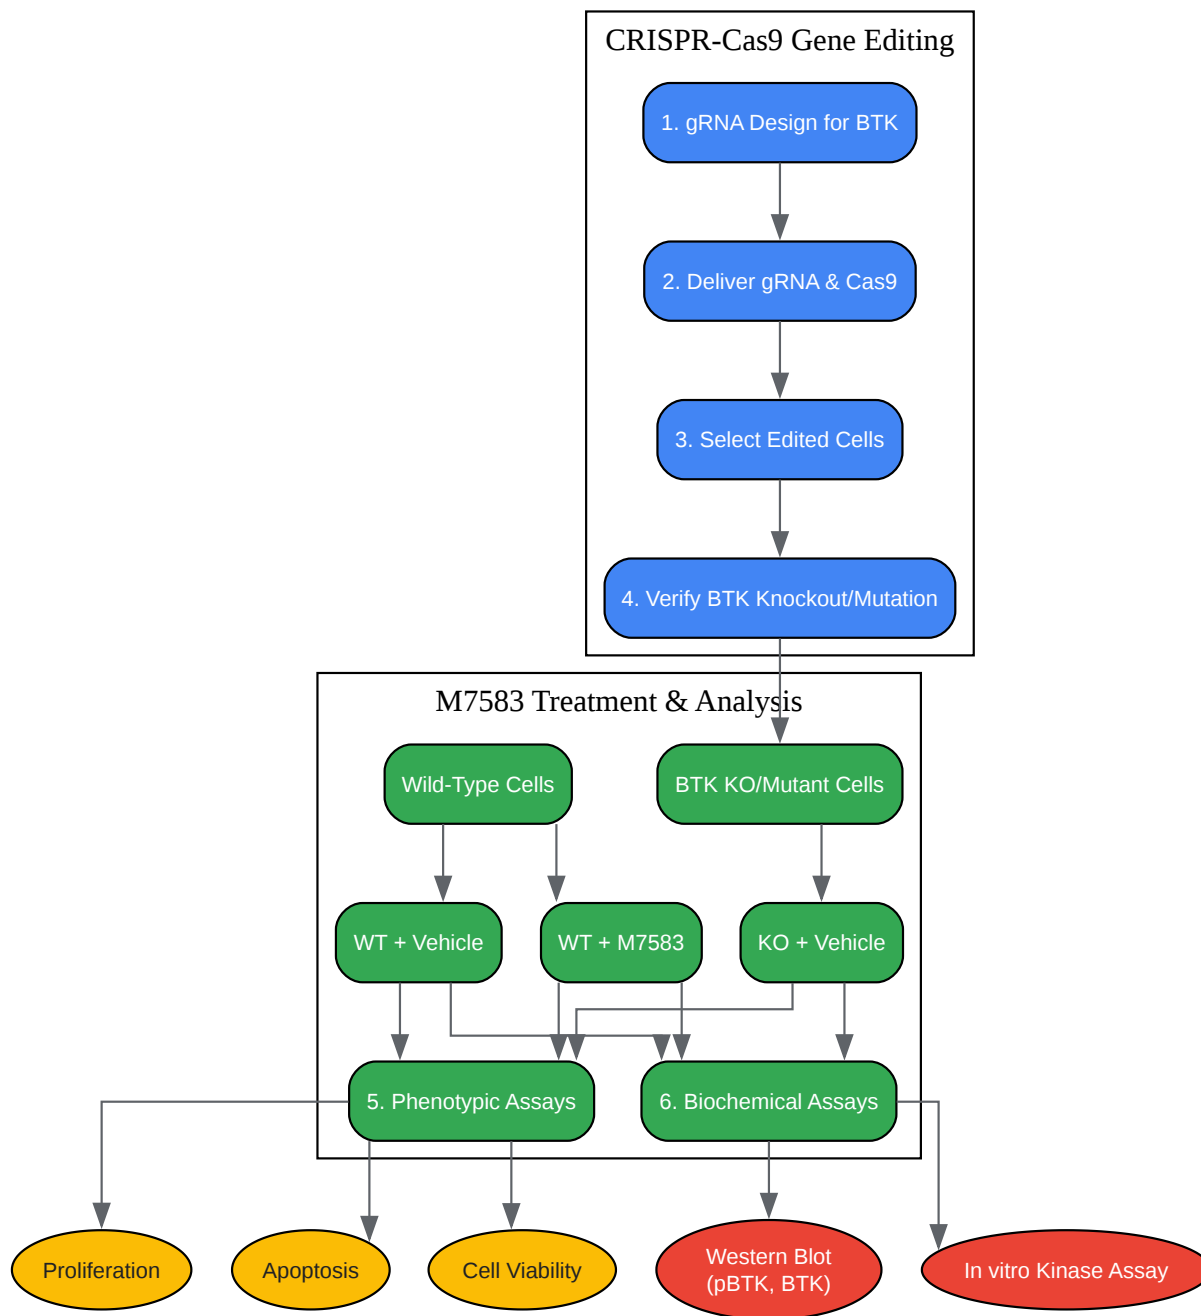 CRISPR-Cas9 Gene Editing
1. gRNA Design for BTK
2. Deliver gRNA & Cas9
3. Select Edited Cells
4. Verify BTK Knockout/Mutation
M7583 Treatment & Analysis
Wild-Type Cells
BTK KO/Mutant Cells
WT + Vehicle
WT + M7583
KO + Vehicle
5. Phenotypic Assays
6. Biochemical Assays
Proliferation
Apoptosis
Cell Viability
Western Blot
(pBTK, BTK)
In vitro Kinase Assay